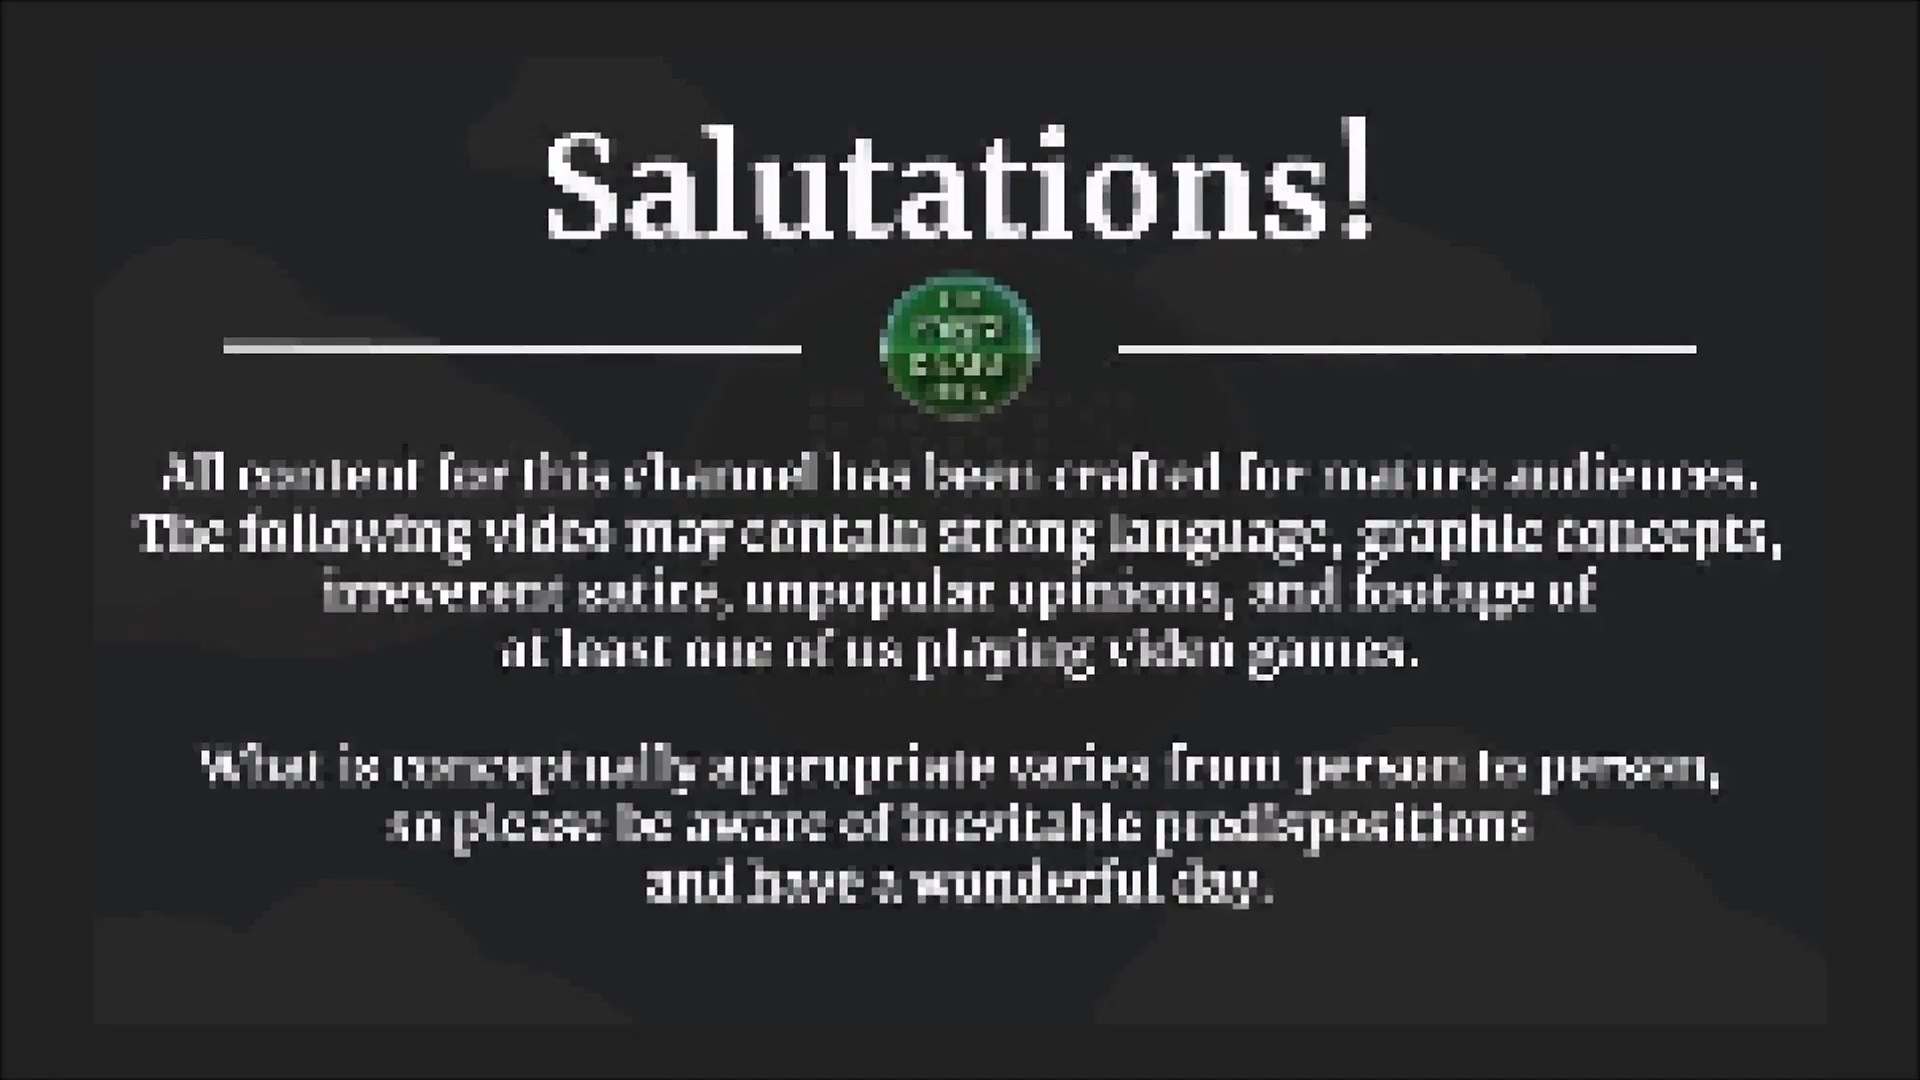 Salutations!
All content for this channel has been crafted for mature audiences.
The following video may contain strong language, graphic concepts,
irreverent satire, unpopular opinions, and footage of
at least one of us playing video games.
What is conceptually appropriate varies from person to person,
so please be aware of inevitable predispositions
and have a wonderful day.